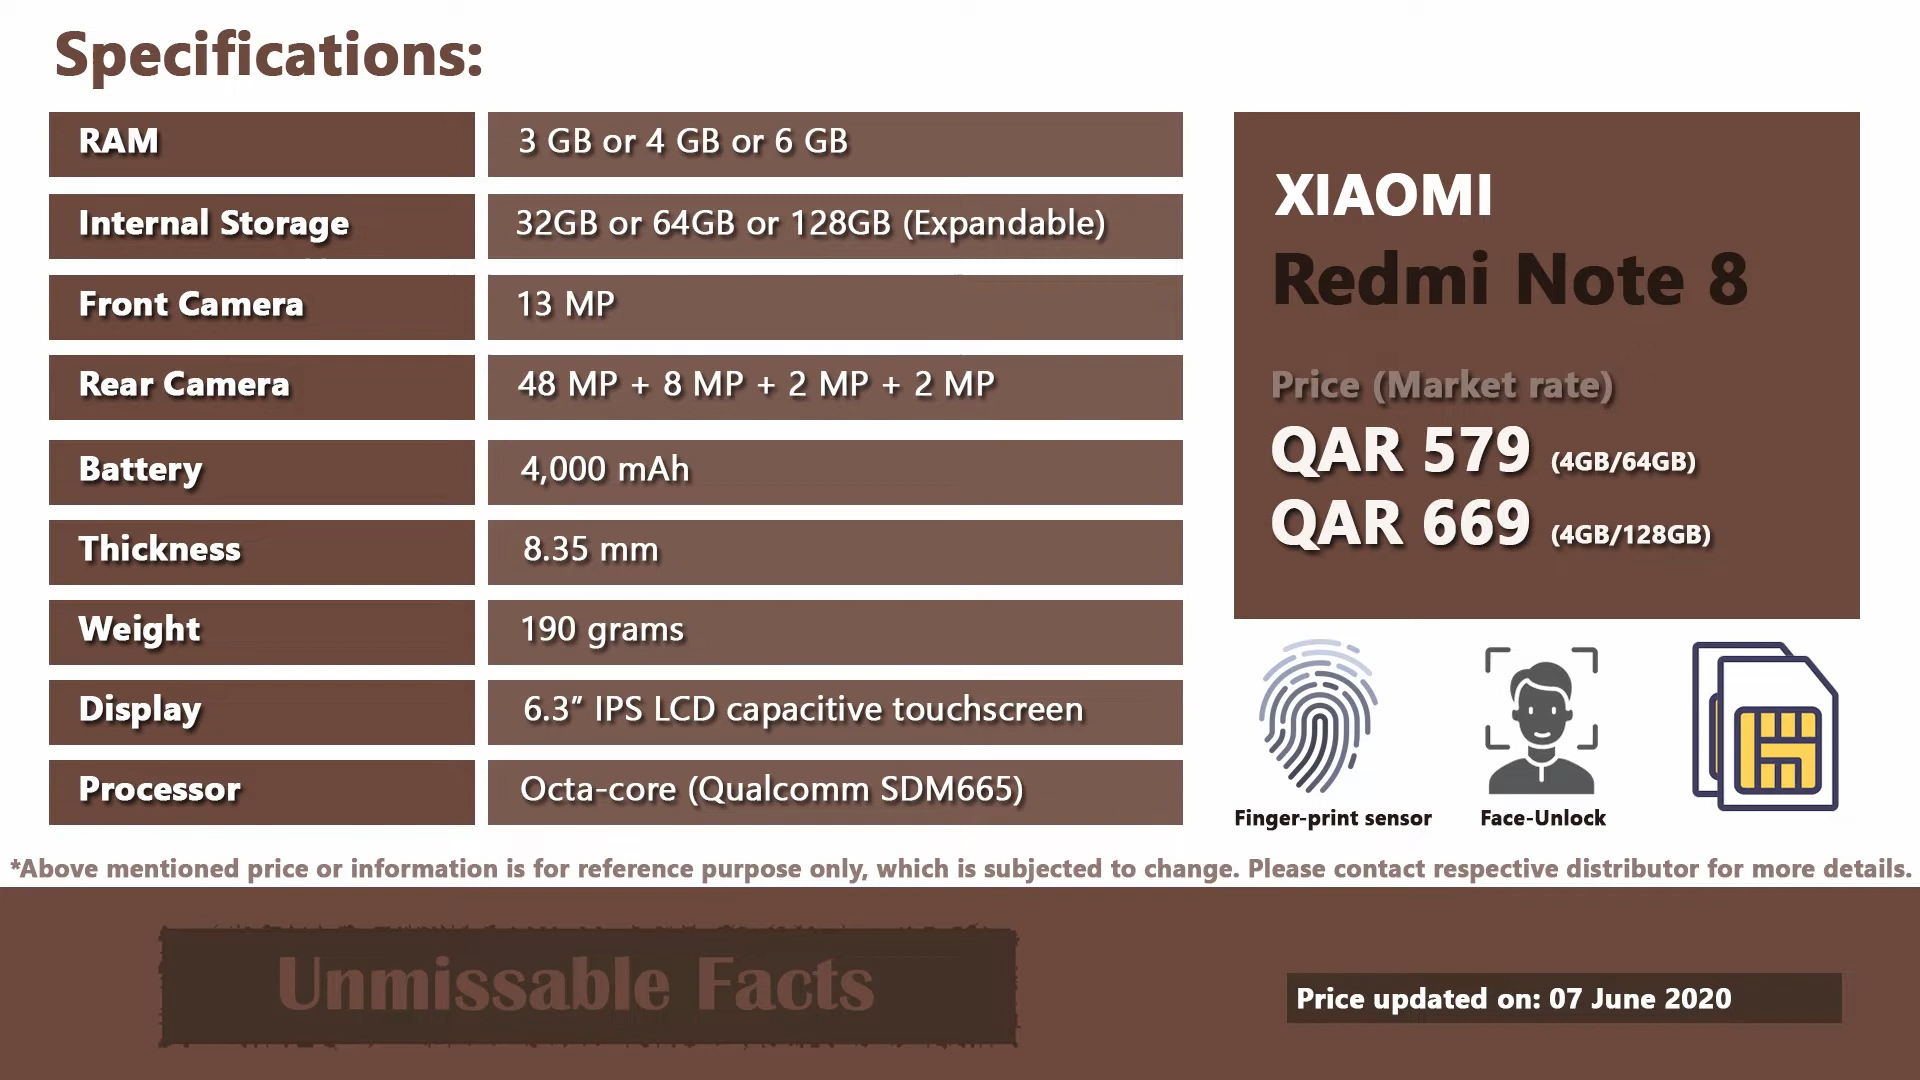 Specifications:
RAM
3 GB or 4 GB or 6 GB
Internal Storage
32GB or 64GB or 128GB (Expandable)
Front Camera
13 MP
Rear Camera
48 MP + 8 MP + 2 MP + 2 MP
Battery
4,000 mAh
Thickness
8.35 mm
Weight
190 grams
Display
6.3” IPS LCD capacitive touchscreen
Processor
Octa-core (Qualcomm SDM665)
XIAOMI
Redmi Note 8
Price (Market rate)
QAR 579 (4GB/64GB)
QAR 669 (4GB/128GB)
Finger-print sensor
Face-Unlock
*Above mentioned price or information is for reference purpose only, which is subjected to change. Please contact respective distributor for more details.
Unmissable Facts
Price updated on: 07 June 2020